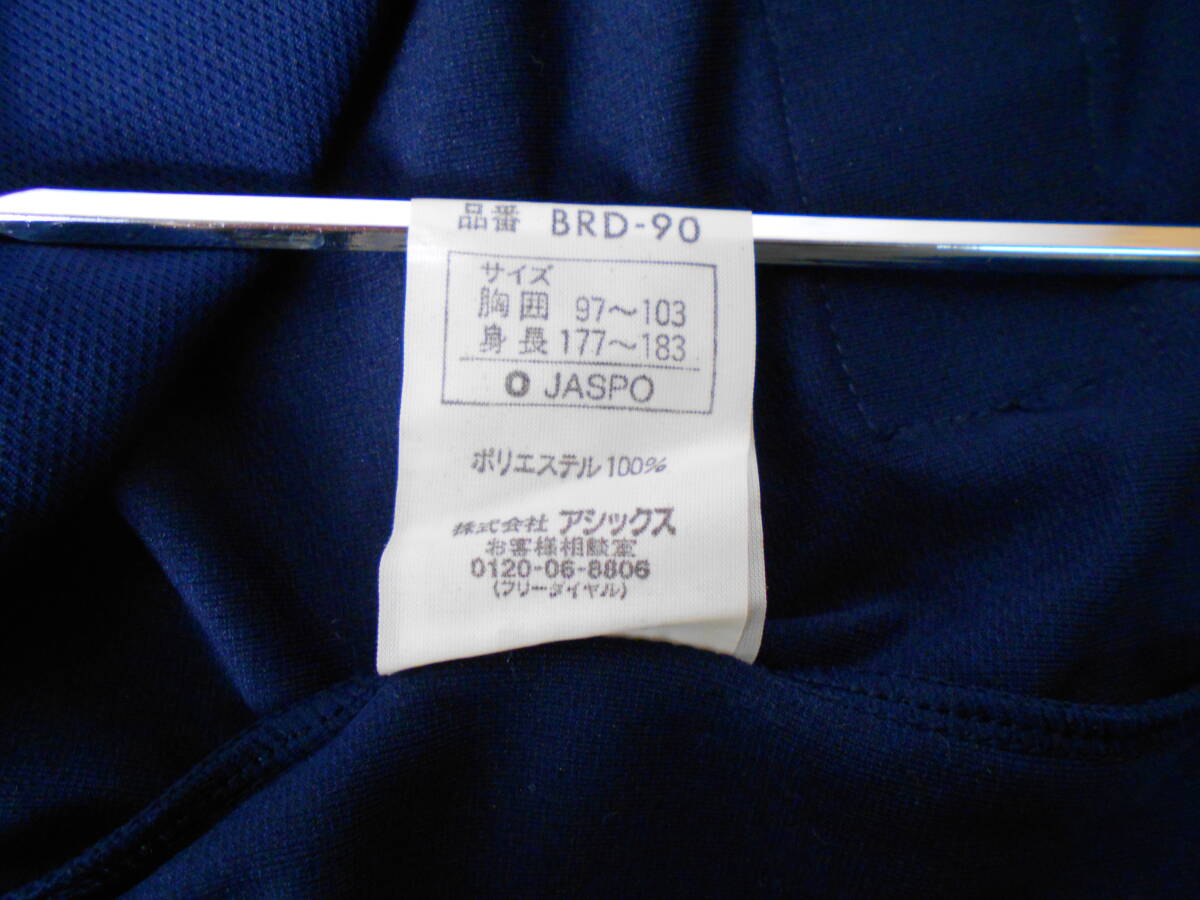 品番 BRD-90
サイズ
胸囲 97〜103
身長 177〜183
O JASPO
ポリエステル100%
株式会社 アシックス
お客様相談室
0120-06-8806
(フリーダイヤル)